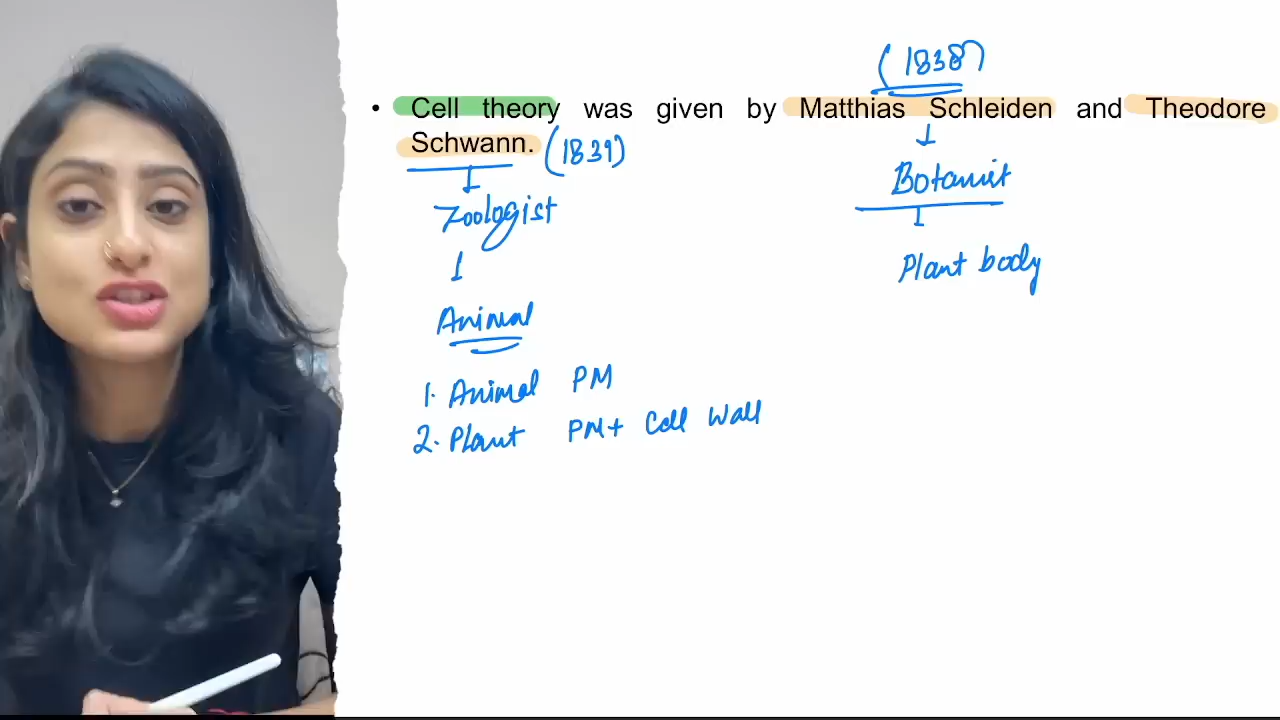 (1838)
• Cell theory was given by Matthias Schleiden and Theodore
Schwann. (1839)
Botanist
Zoologist
Plant body
Animal
1. Animal PM
2. Plant PM+ Cell Wall